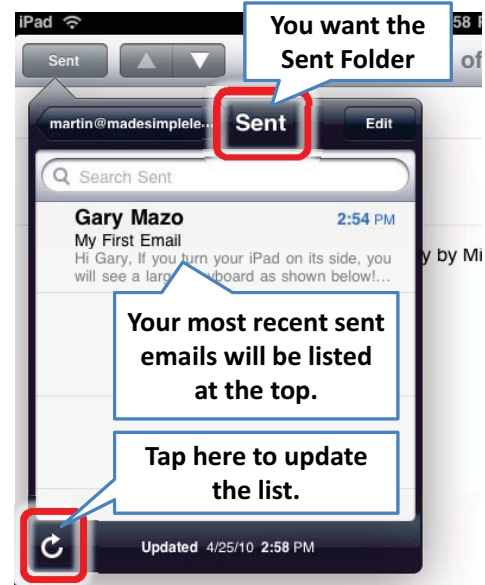 iPad
You want the
Sent Folder
58
Sent
of
martin@madesimplele...
Sent
Edit
Search Sent
Gary Mazo
2:54 PM
My First Email
Hi Gary, If you turn your iPad on its side, you
will see a large keyboard as shown below!...
y by Mi
Your most recent sent
emails will be listed
at the top.
Tap here to update
the list.
Updated 4/25/10 2:58 PM